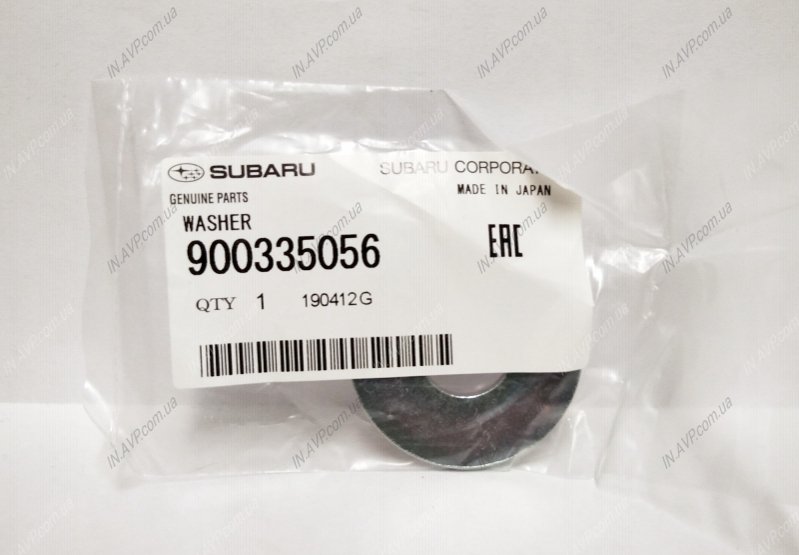 SUBARU SUBARU CORPORAT
GENUINE PARTS MADE IN JAPAN
WASHER
900335056 EAC
QTY 1 190412G
IN.AVP.com.ua